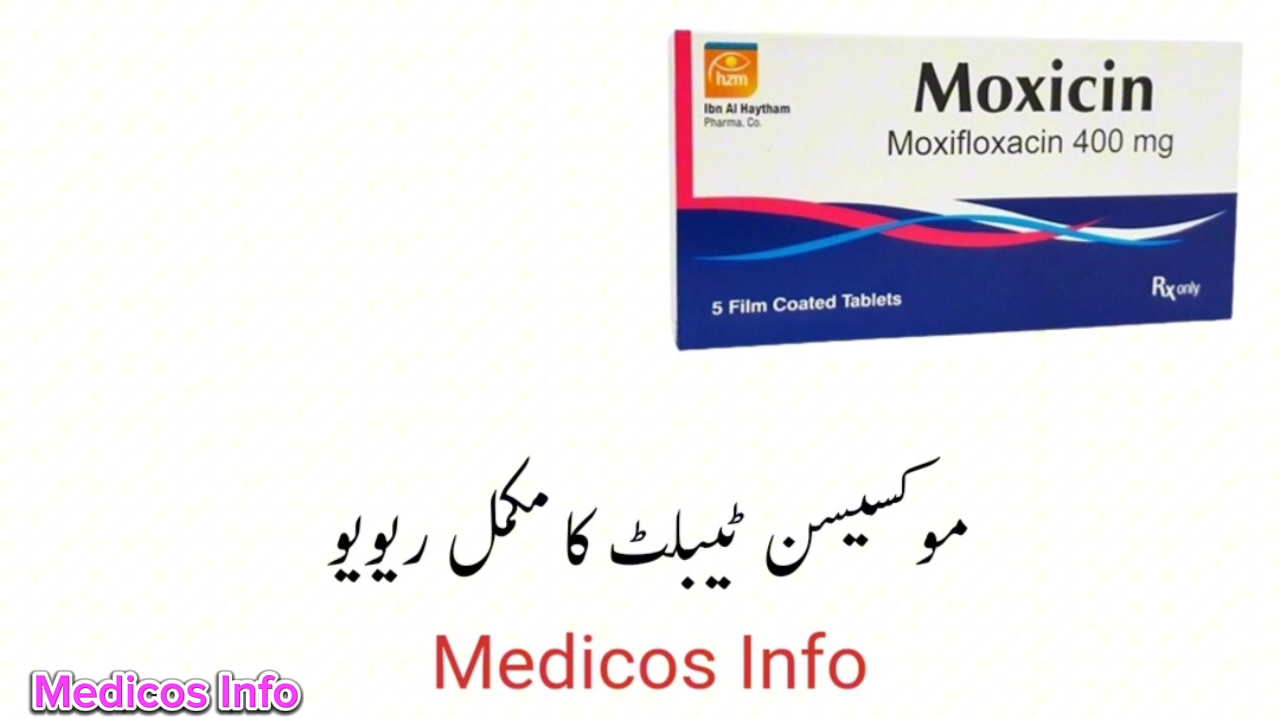 hzm
Ibn Al Haytham
Pharma. Co.
Moxicin
Moxifloxacin 400 mg
5 Film Coated Tablets
Rx only
موکسیسن ٹیبلٹ کا مکمل ریویو
Medicos Info
Medicos Info